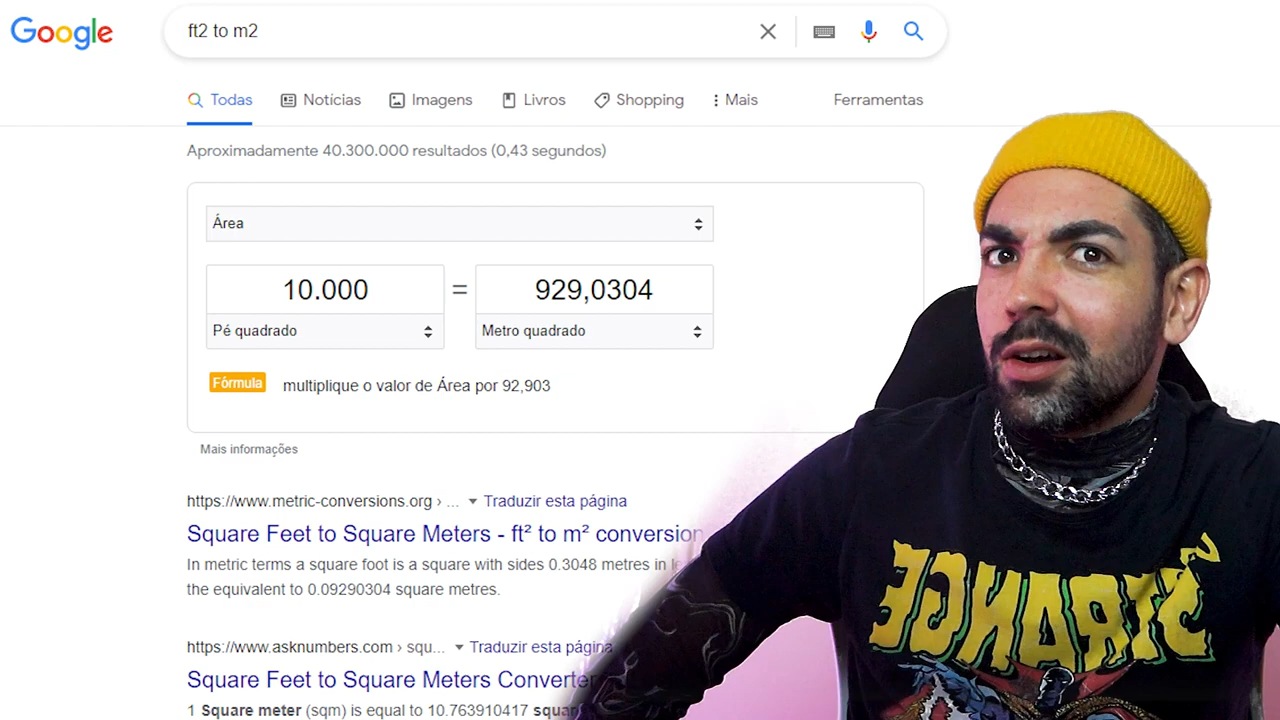 Google
ft2 to m2
Todas Notícias Imagens Livros Shopping Mais Ferramentas
Aproximadamente 40.300.000 resultados (0,43 segundos)
Área
10.000 = 929,0304
Pé quadrado Metro quadrado
Fórmula multiplique o valor de Área por 92,903
Mais informações
https://www.metric-conversions.org › ... Traduzir esta página
Square Feet to Square Meters - ft² to m² conversion
In metric terms a square foot is a square with sides 0.3048 metres in
the equivalent to 0.09290304 square metres.
https://www.asknumbers.com › squ... Traduzir esta página
Square Feet to Square Meters Converter
1 Square meter (sqm) is equal to 10.763910417
STRANGE